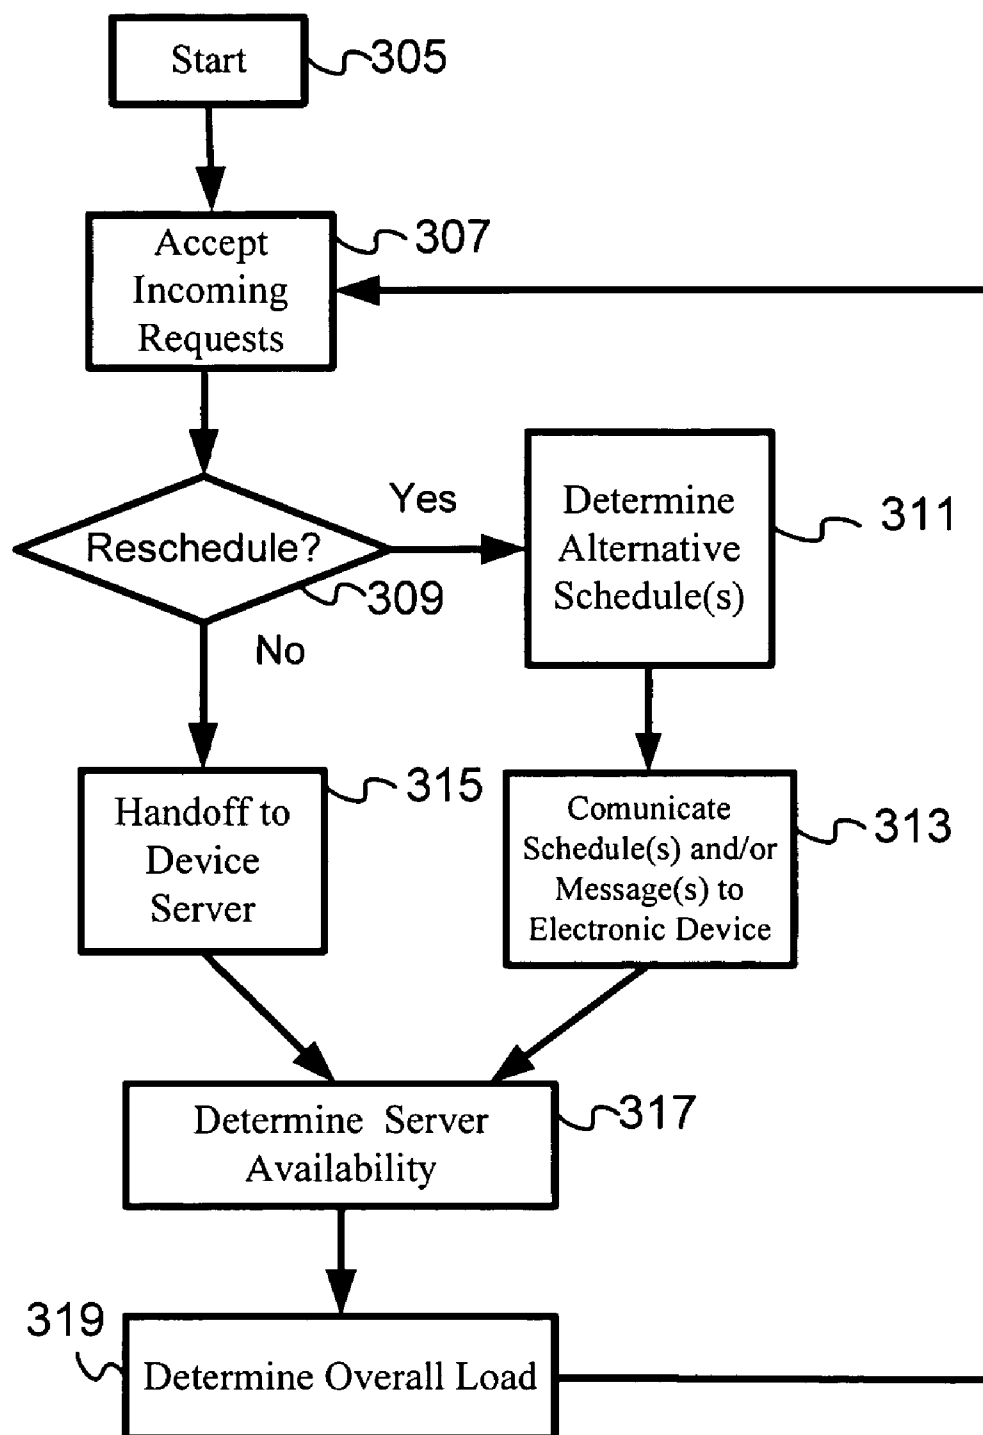 Start
305
Accept
Incoming
Requests
307
Reschedule?
309
Yes
No
Determine
Alternative
Schedule(s)
311
Handoff to
Device
Server
315
Comunicate
Schedule(s) and/or
Message(s) to
Electronic Device
313
Determine Server
Availability
317
319
Determine Overall Load